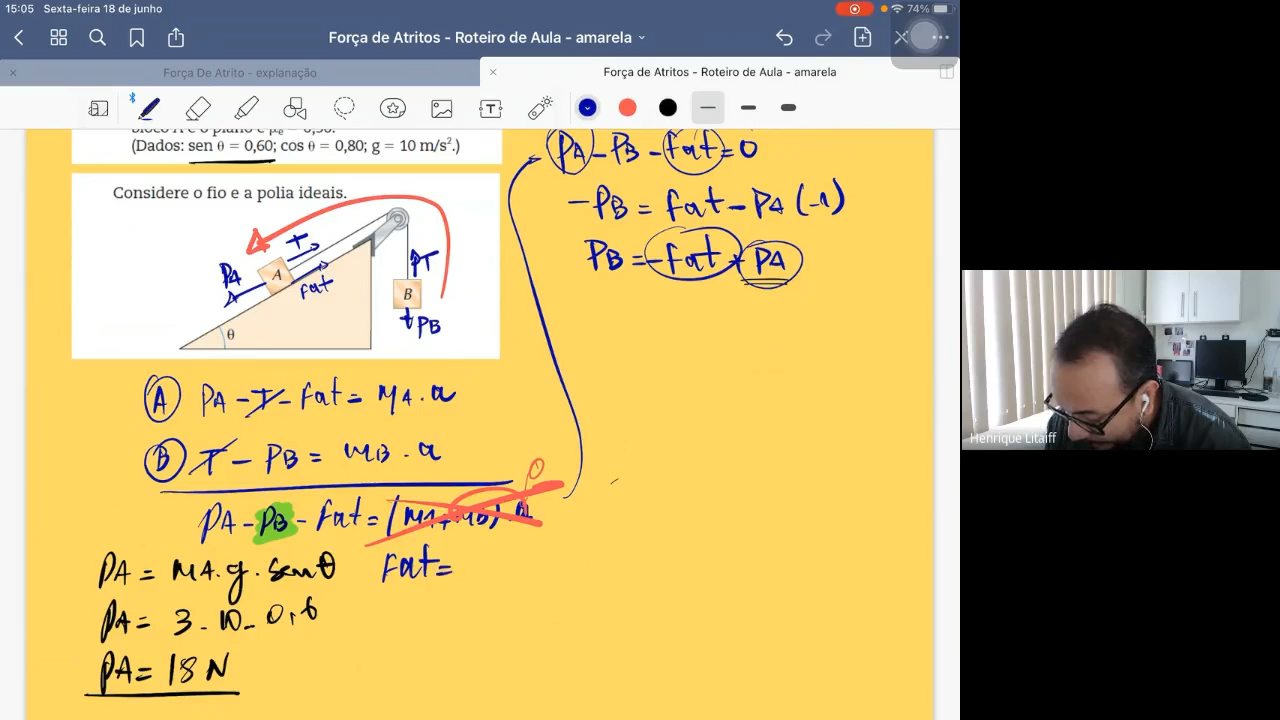 15:05 Sexta-feira 18 de junho
74%
Força de Atritos - Roteiro de Aula - amarela
Força De Atrito - explanação
Força de Atritos - Roteiro de Aula - amarela
(Dados: sen θ = 0,60; cos θ = 0,80; g = 10 m/s².)
Considere o fio e a polia ideais.
T
PA
A
fat
PT
B
PB
θ
PA - PB - fat = 0
-PB = fat - PA (-1)
PB = -fat + PA
A PA - T - fat = MA . a
B T - PB = mB . a
0
PA - PB - fat = (MA + MB) . a
PA = MA . g . sen θ
fat =
PA = 3 . 10 . 0,6
PA = 18 N
Henrique Litaiff